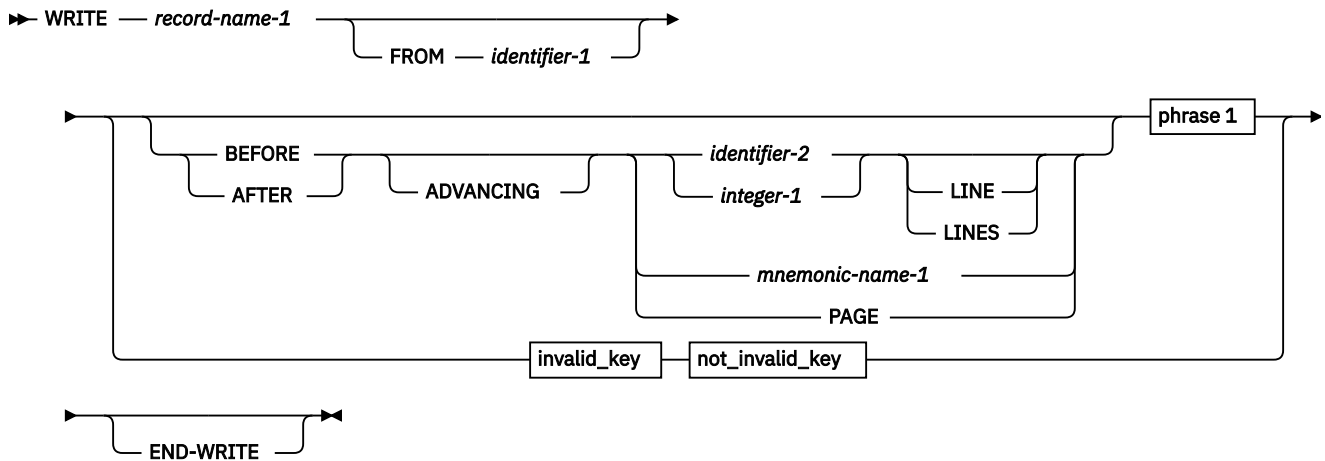 WRITE record-name-1
FROM identifier-1
phrase 1
BEFORE identifier-2
AFTER ADVANCING integer-1 LINE
LINES
mnemonic-name-1
PAGE
invalid_key not_invalid_key
END-WRITE